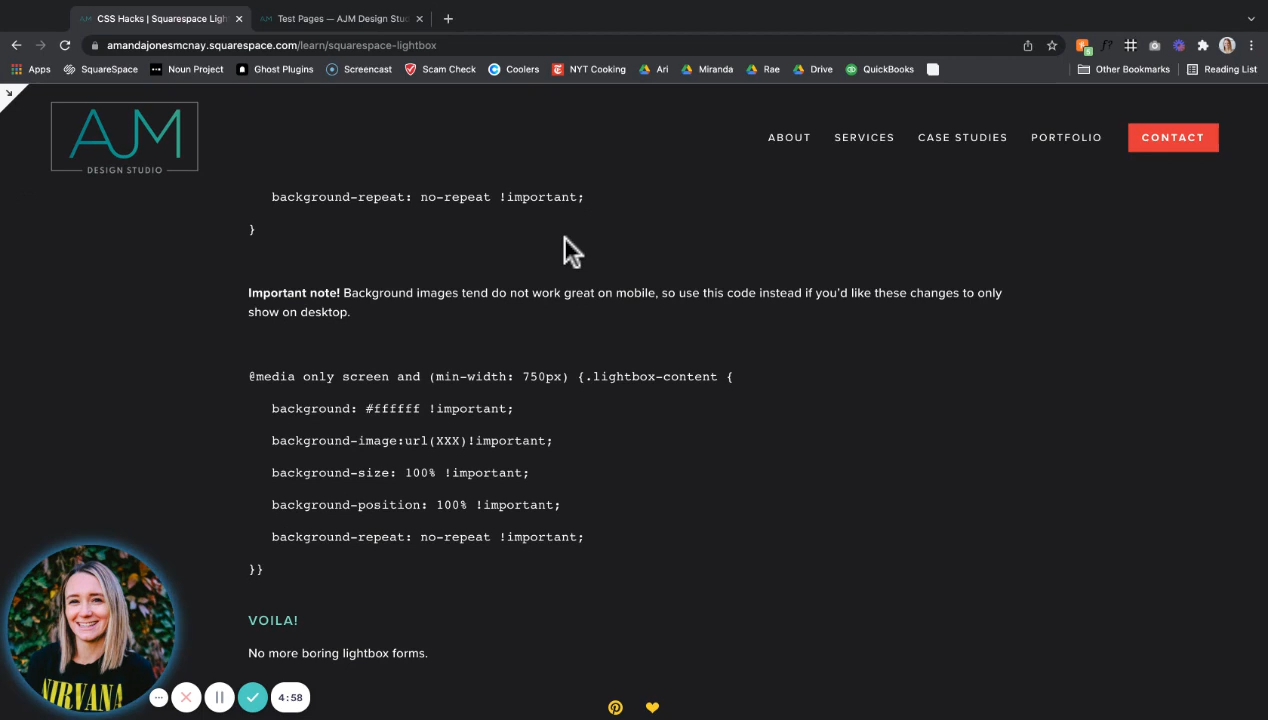 CSS Hacks | Squarespace Ligh
Test Pages — AJM Design Stu
amandajonesmcnay.squarespace.com/learn/squarespace-lightbox
Apps SquareSpace Noun Project Ghost Plugins Screencast Scam Check Coolers NYT Cooking Ari Miranda Rae Drive QuickBooks Other Bookmarks Reading List
AJM
DESIGN STUDIO
ABOUT SERVICES CASE STUDIES PORTFOLIO CONTACT
background-repeat: no-repeat !important;
}
Important note! Background images tend do not work great on mobile, so use this code instead if you'd like these changes to only
show on desktop.
@media only screen and (min-width: 750px) {.lightbox-content {
background: #ffffff !important;
background-image:url(XXX)!important;
background-size: 100% !important;
background-position: 100% !important;
background-repeat: no-repeat !important;
}}
VOILA!
No more boring lightbox forms.
NIRVANA
4:58